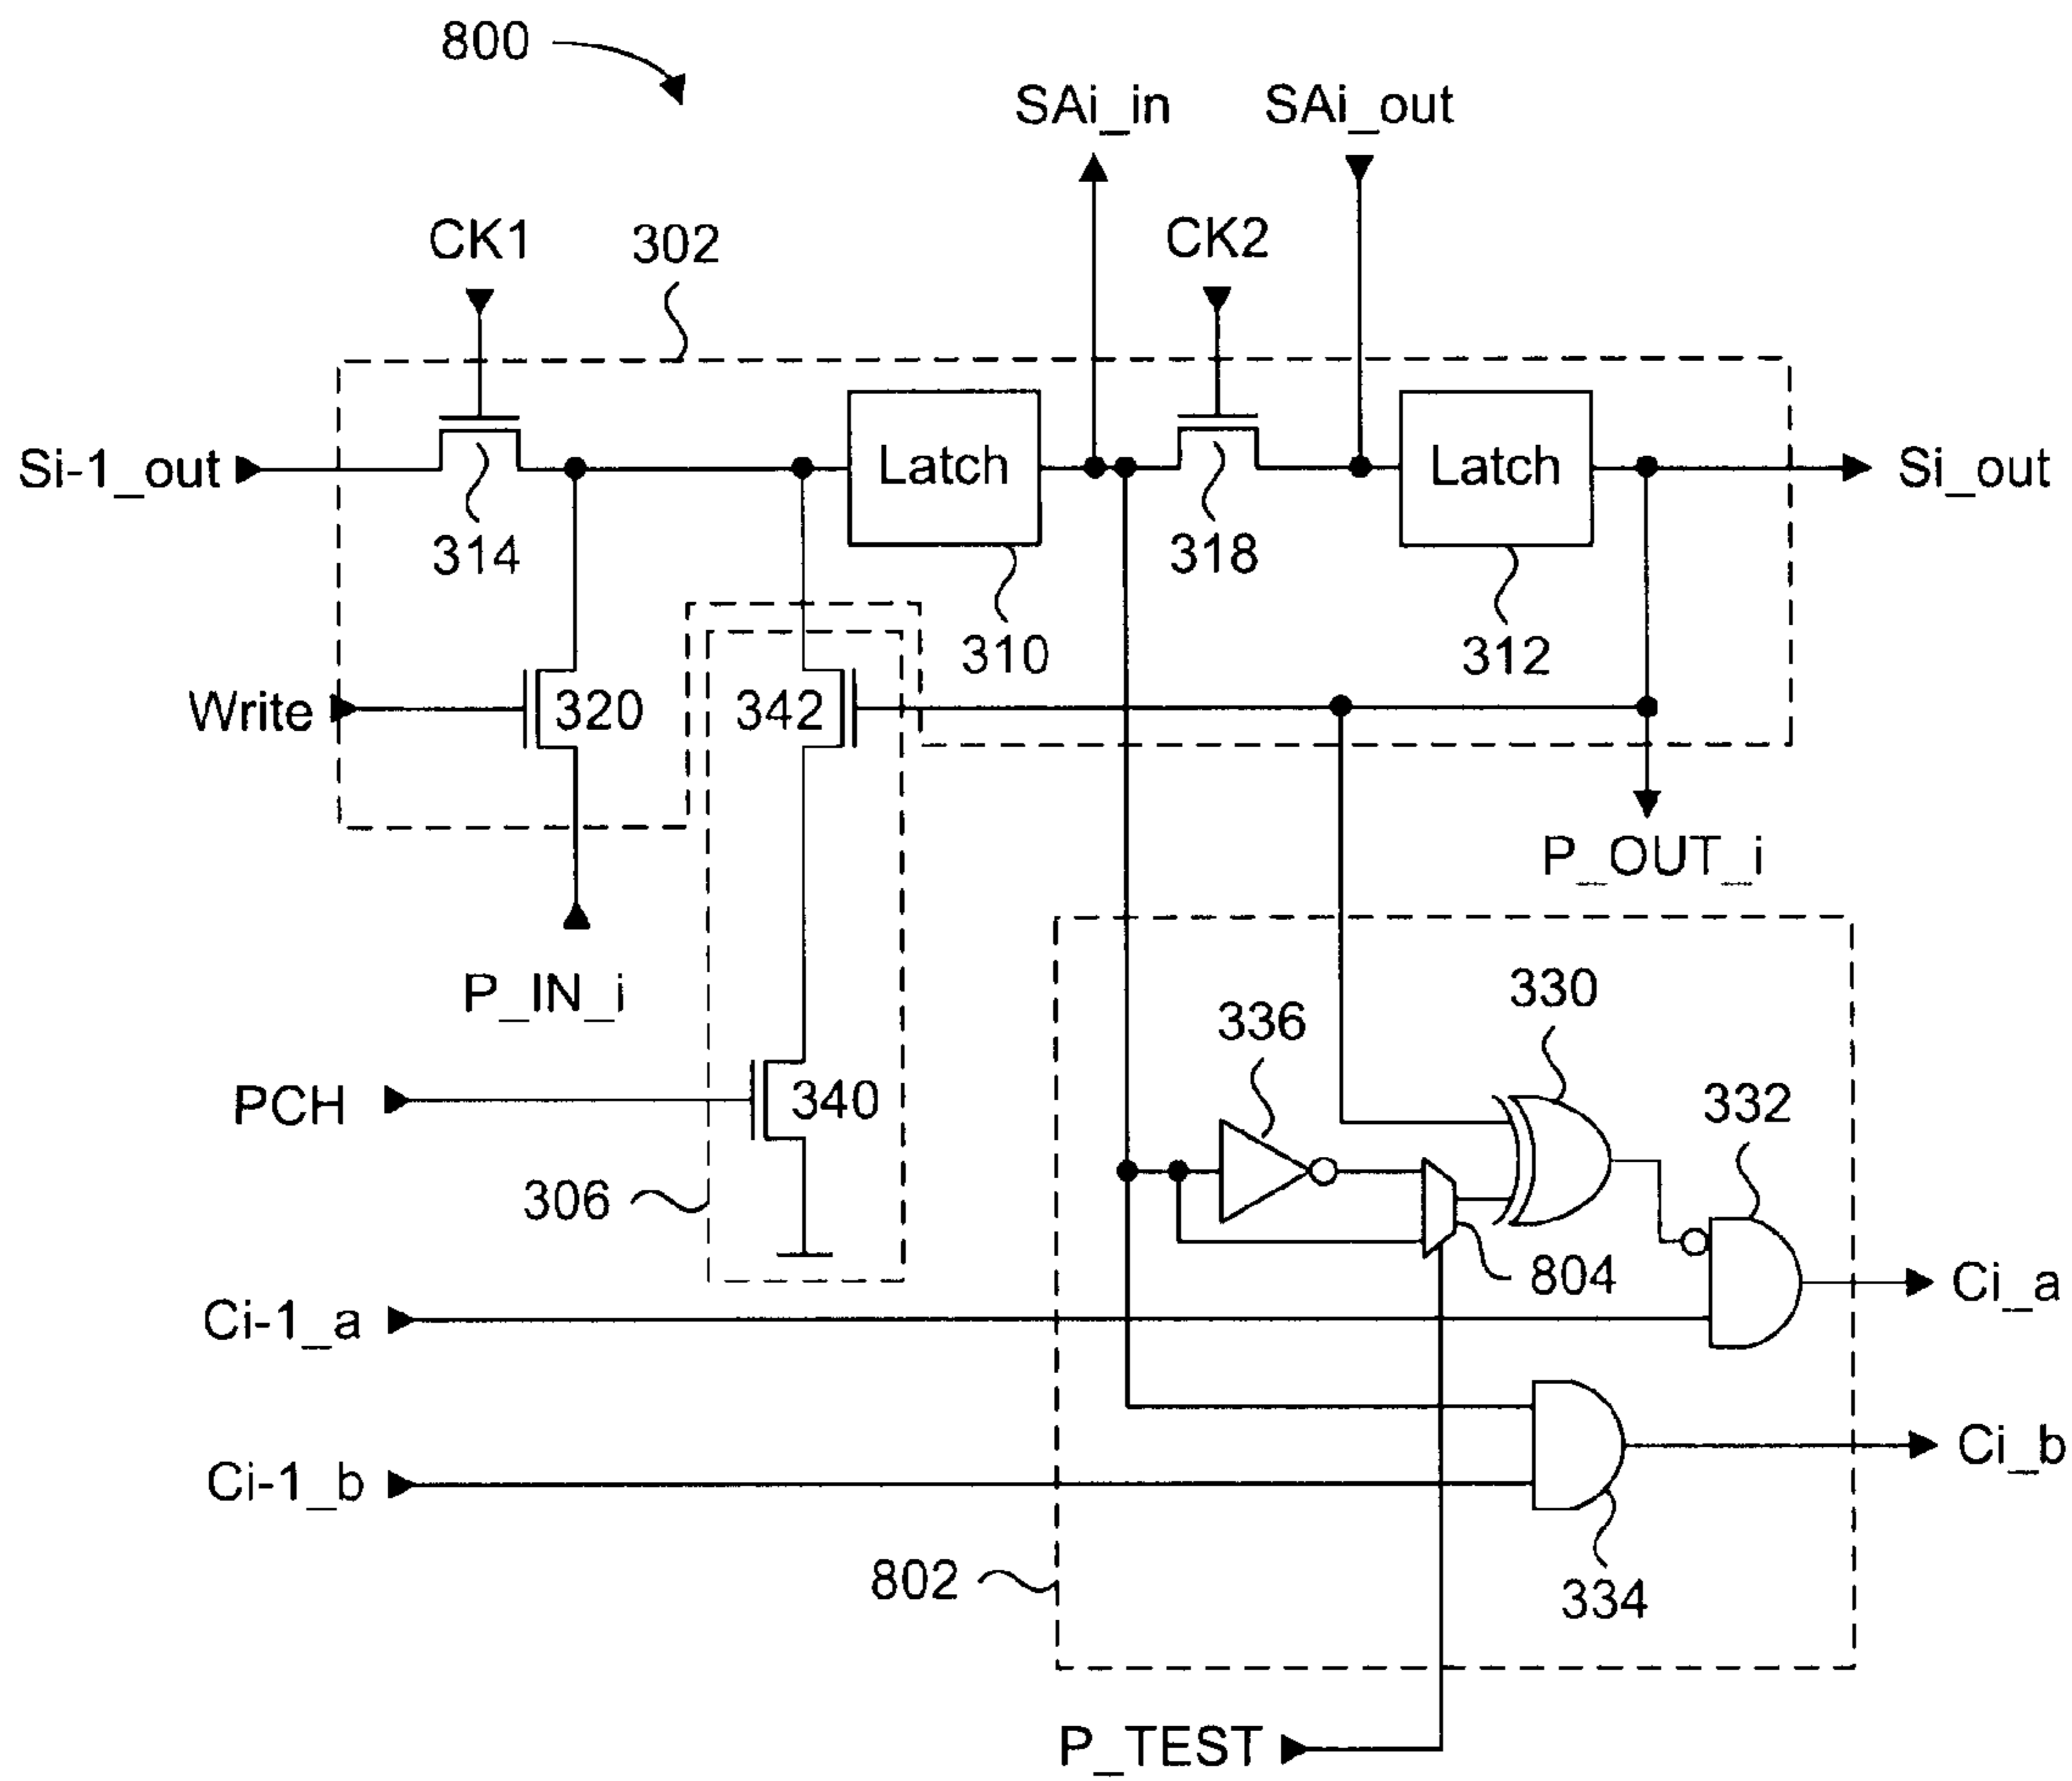 800
SAi_in
SAi_out
CK1
302
CK2
Si-1_out
Latch
Latch
Si_out
314
318
310
312
Write
320
342
P_OUT_i
P_IN_i
330
336
332
PCH
340
306
804
Ci_a
Ci-1_a
Ci_b
Ci-1_b
802
334
P_TEST